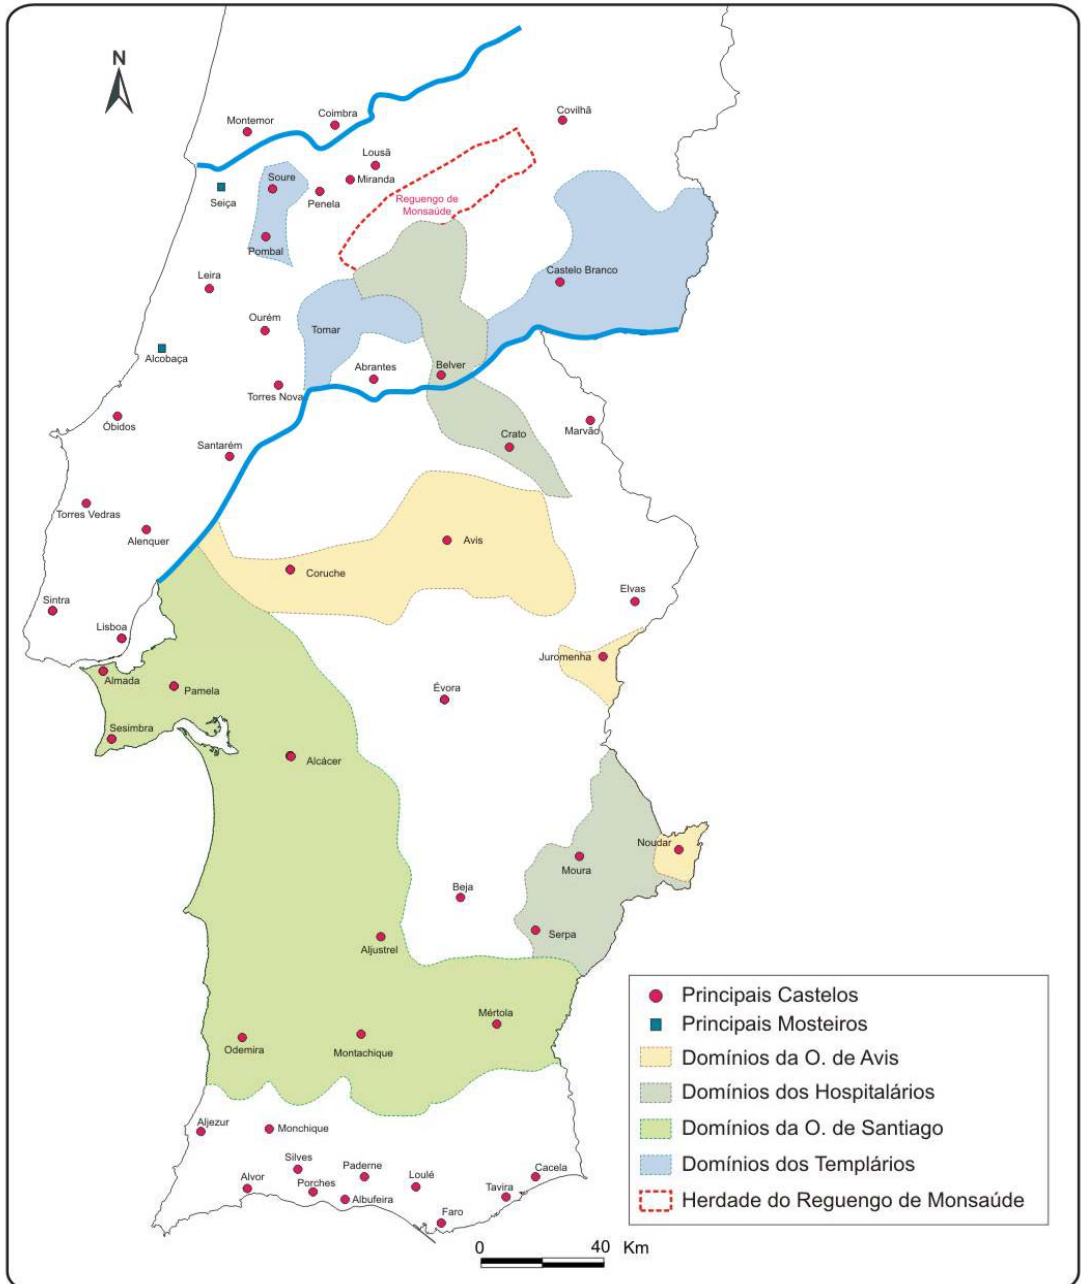 N
Covilhã
Coimbra
Montemor
Lousã
Miranda
Soure
Seiça
Penela
Reguengo de
Monsaúde
Pombal
Leira
Castelo Branco
Ourém
Tomar
Alcobaça
Abrantes
Belver
Torres Nova
Óbidos
Marvão
Crato
Santarém
Torres Vedras
Alenquer
Avis
Coruche
Elvas
Sintra
Lisboa
Juromenha
Almada
Pamela
Évora
Sesimbra
Alcácer
Noudar
Moura
Beja
Serpa
Aljustrel
Mértola
Odemira
Montachique
Aljezur
Monchique
Silves
Paderne
Cacela
Alvor
Porches
Loulé
Tavira
Albufeira
Faro
Principais Castelos
Principais Mosteiros
Domínios da O. de Avis
Domínios dos Hospitalários
Domínios da O. de Santiago
Domínios dos Templários
Herdade do Reguengo de Monsaúde
0 40 Km